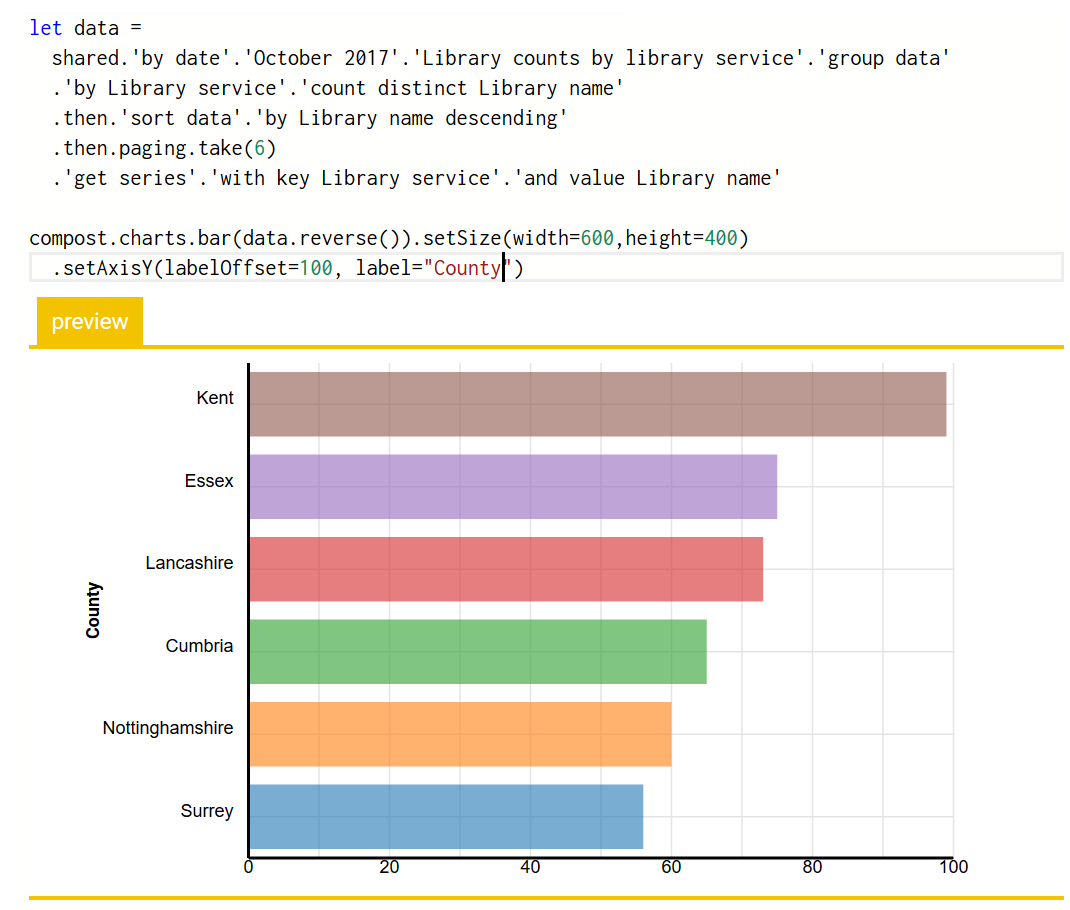 let data =
shared.'by date'.'October 2017'.'Library counts by library service'.'group data'
.'by Library service'.'count distinct Library name'
.then.'sort data'.'by Library name descending'
.then.paging.take(6)
.'get series'.'with key Library service'.'and value Library name'
compost.charts.bar(data.reverse()).setSize(width=600,height=400)
.setAxisY(labelOffset=100, label="County")
preview
Kent
Essex
Lancashire
County
Cumbria
Nottinghamshire
Surrey
0 20 40 60 80 100